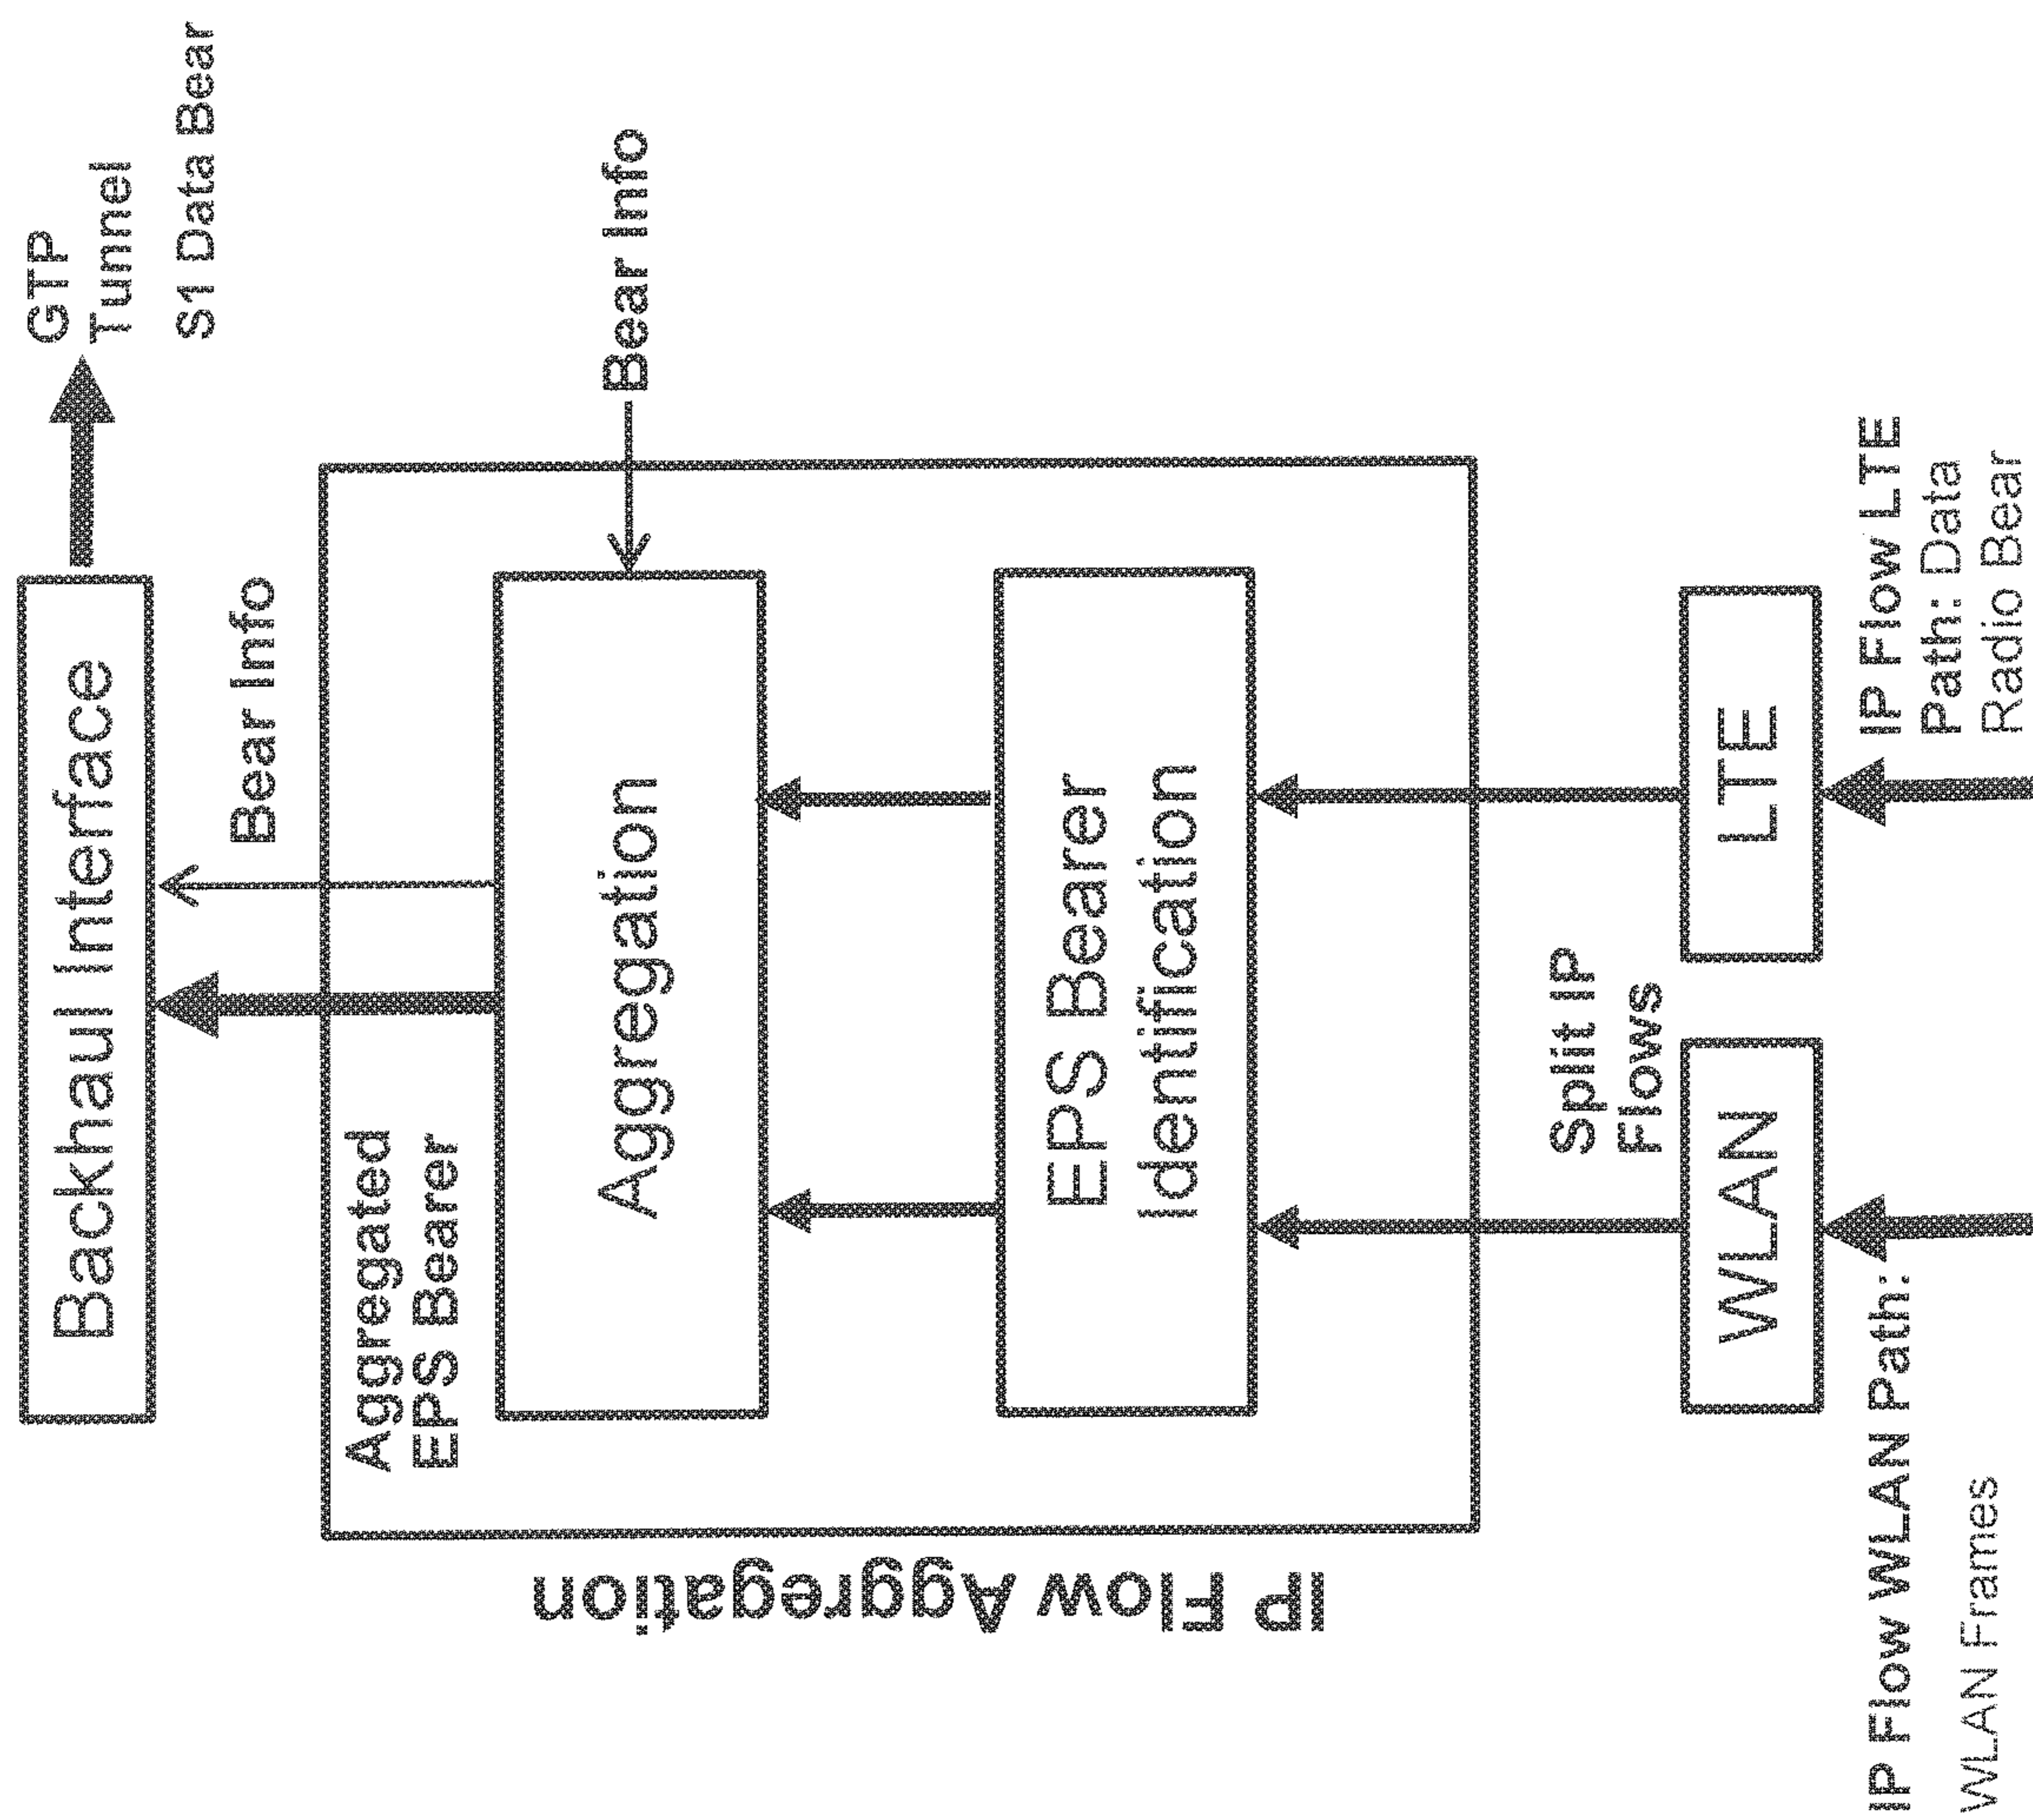 GTP
Tunnel
S1 Data Bear
Backhaul Interface
Bear Info
Aggregated
EPS Bearer
Bear Info
Aggregation
EPS Bearer
Identification
IP Flow Aggregation
Split IP
Flows
WLAN
LTE
IP Flow WLAN Path:
WLAN Frames
IP Flow LTE
Path: Data
Radio Bear